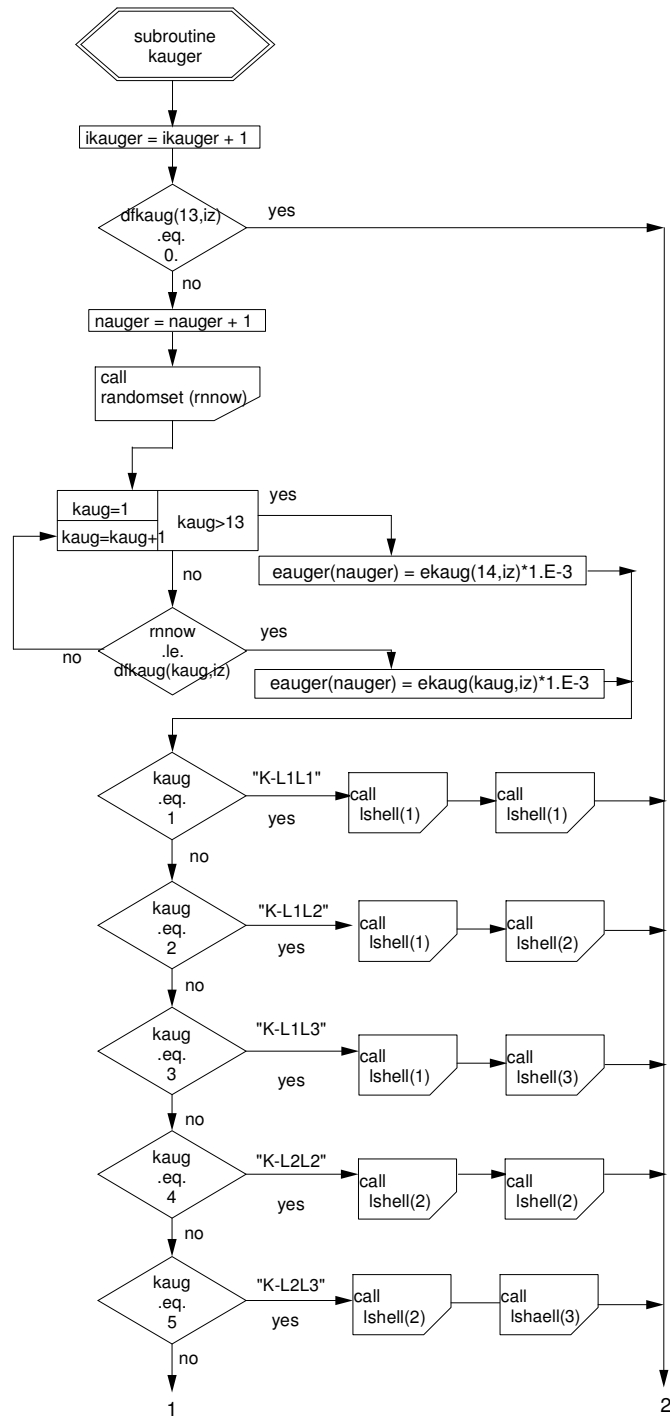 subroutine
kauger
ikauger = ikauger + 1
dfkaug(13,iz)
.eq.
0.
yes
no
nauger = nauger + 1
call
randomset (rnnow)
kaug=1
kaug=kaug+1
kaug>13
yes
no
eauger(nauger) = ekaug(14,iz)*1.E-3
rnnow
.le.
dfkaug(kaug,iz)
no
yes
eauger(nauger) = ekaug(kaug,iz)*1.E-3
kaug
.eq.
1
"K-L1L1"
yes
call
lshell(1)
call
lshell(1)
no
kaug
.eq.
2
"K-L1L2"
yes
call
lshell(1)
call
lshell(2)
no
kaug
.eq.
3
"K-L1L3"
yes
call
lshell(1)
call
lshell(3)
no
kaug
.eq.
4
"K-L2L2"
yes
call
lshell(2)
call
lshell(2)
no
kaug
.eq.
5
"K-L2L3"
yes
call
lshell(2)
call
lshaell(3)
no
1
2